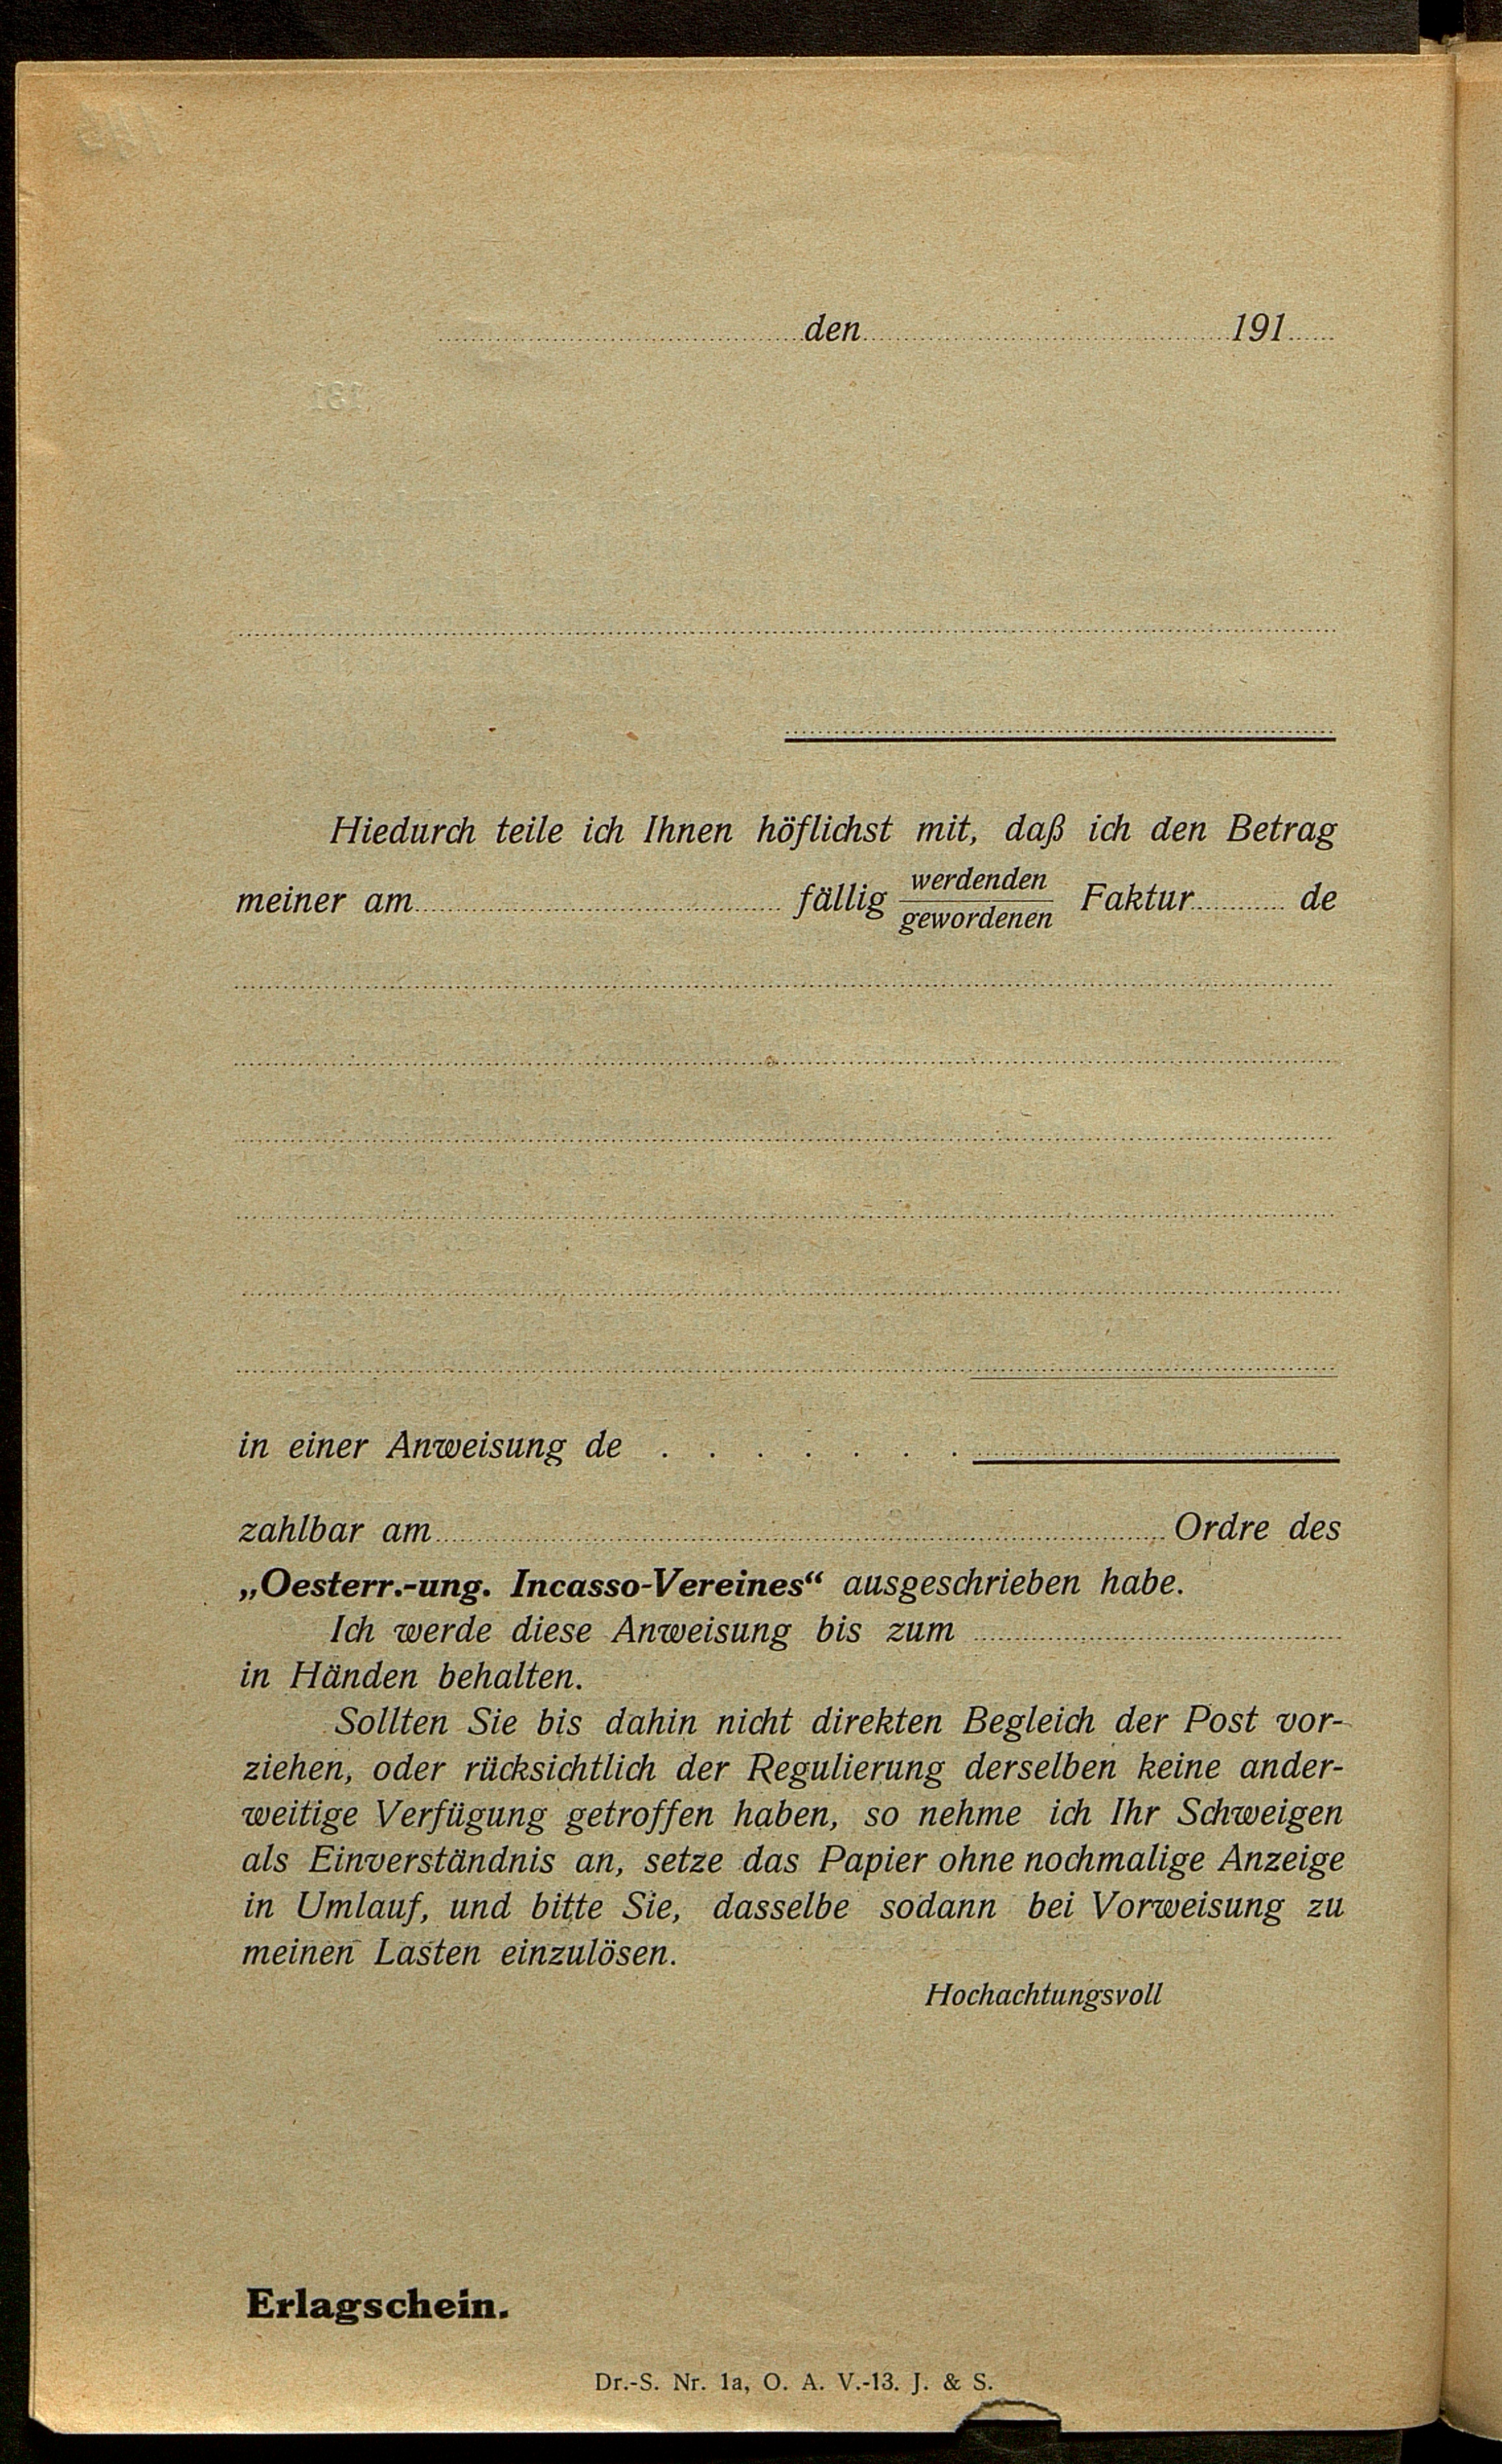 den 191
Hiedurch teile ich Ihnen höflichst mit, daß ich den Betrag
meiner am fällig werdenden gewordenen Faktur de
in einer Anweisung de . . . . . . .
zahlbar am Ordre des
„Oesterr.-ung. Incasso-Vereines“ ausgeschrieben habe.
Ich werde diese Anweisung bis zum
in Händen behalten.
Sollten Sie bis dahin nicht direkten Begleich der Post vor-
ziehen, oder rücksichtlich der Regulierung derselben keine ander-
weitige Verfügung getroffen haben, so nehme ich Ihr Schweigen
als Einverständnis an, setze das Papier ohne nochmalige Anzeige
in Umlauf, und bitte Sie, dasselbe sodann bei Vorweisung zu
meinen Lasten einzulösen.
Hochachtungsvoll
Erlagschein.
Dr.-S. Nr. 1a, O. A. V.-13. J. & S.